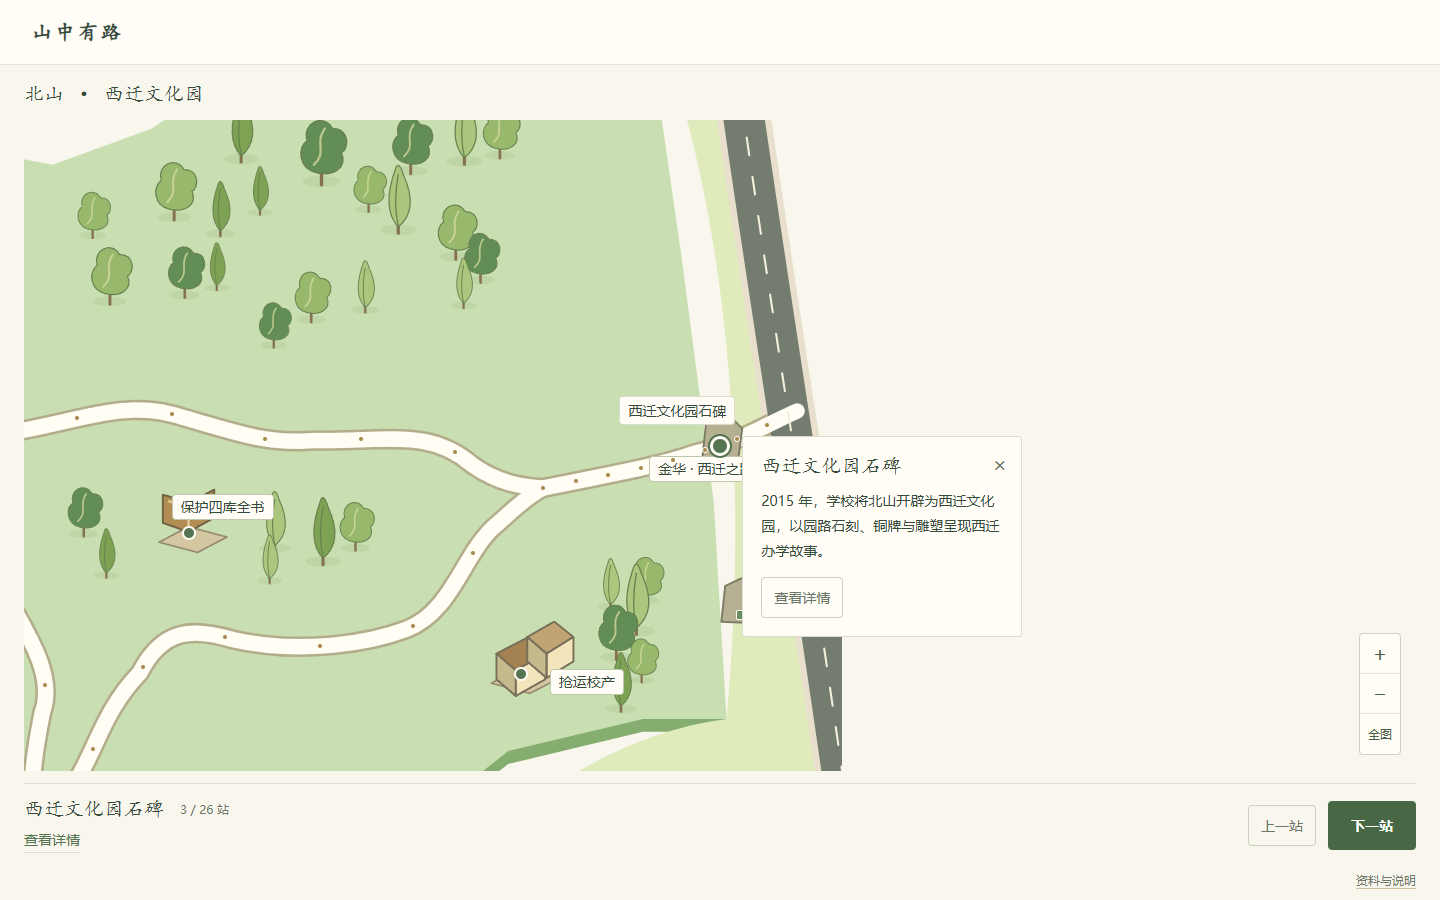 山中有路
北山 • 西迁文化园
西迁文化园石碑
金华 · 西迁之
西迁文化园石碑
×
2015 年，学校将北山开辟为西迁文化
园，以园路石刻、铜牌与雕塑呈现西迁
办学故事。
查看详情
保护四库全书
抢运校产
+
−
全图
西迁文化园石碑 3 / 26 站
查看详情
上一站
下一站
资料与说明